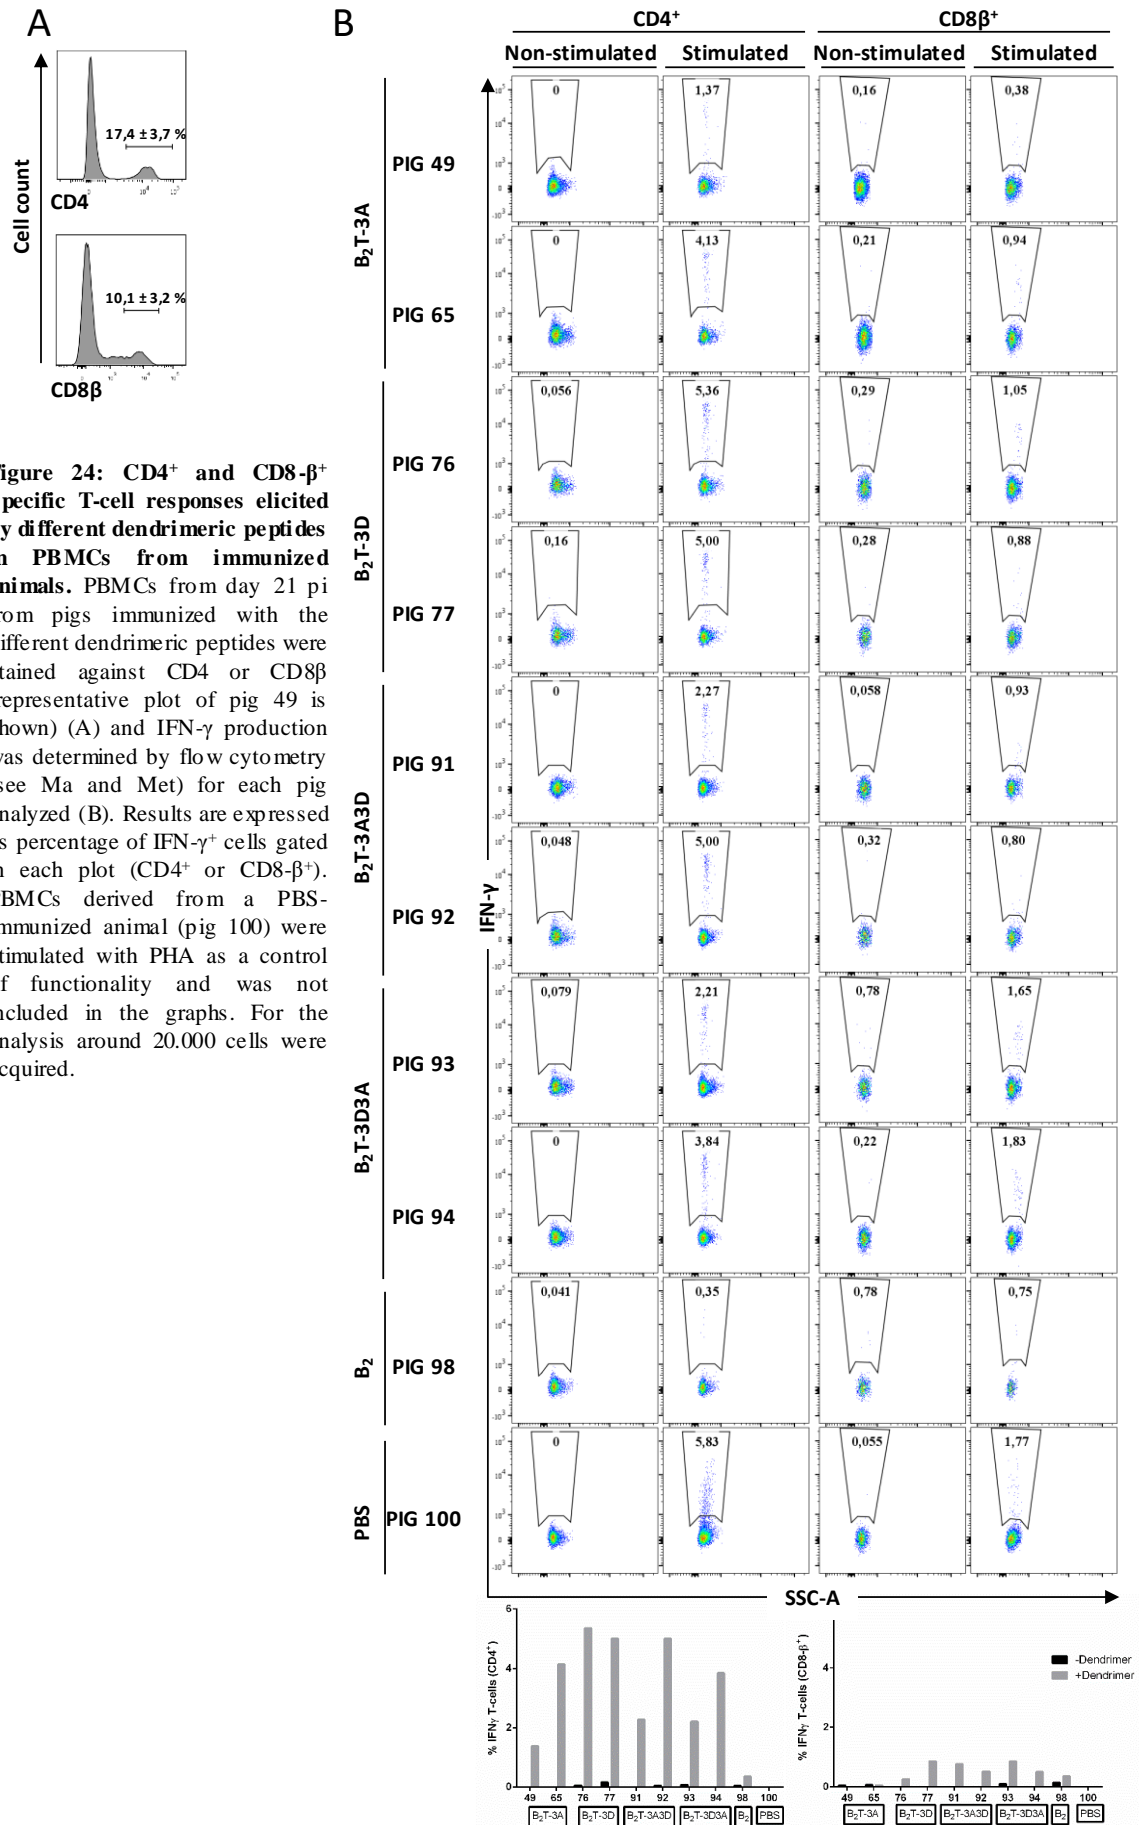 A
B
CD4⁺
CD8β⁺
Non-stimulated
Stimulated
Non-stimulated
Stimulated
Cell count
17,4 ± 3,7 %
CD4
10,1 ± 3,2 %
CD8β
igure 24: CD4⁺ and CD8-β⁺
pecific T-cell responses elicited
y different dendrimeric peptides
n PBMCs from immunized
nimals. PBMCs from day 21 pi
rom pigs immunized with the
ifferent dendrimeric peptides were
tained against CD4 or CD8β
representative plot of pig 49 is
hown) (A) and IFN-γ production
vas determined by flow cytometry
see Ma and Met) for each pig
nalyzed (B). Results are expressed
s percentage of IFN-γ⁺ cells gated
n each plot (CD4⁺ or CD8-β⁺).
BMCs derived from a PBS-
mmunized animal (pig 100) were
timulated with PHA as a control
f functionality and was not
ncluded in the graphs. For the
nalysis around 20.000 cells were
cquired.
B₂T-3A
PIG 49
0
1,37
0,16
0,38
PIG 65
0
4,13
0,21
0,94
B₂T-3D
PIG 76
0,056
5,36
0,29
1,05
PIG 77
0,16
5,00
0,28
0,88
B₂T-3A3D
PIG 91
0
2,27
0,058
0,93
PIG 92
0,048
5,00
0,32
0,80
B₂T-3D3A
PIG 93
0,079
2,21
0,78
1,65
PIG 94
0
3,84
0,22
1,83
B₂
PIG 98
0,041
0,35
0,78
0,75
PBS
PIG 100
0
5,83
0,055
1,77
IFN-γ
SSC-A
% IFNγ T-cells (CD4⁺)
6
4
2
0
49 65 76 77 91 92 93 94 98 100
B₂T-3A B₂T-3D B₂T-3A3D B₂T-3D3A B₂ PBS
% IFNγ T-cells (CD8-β⁺)
4
2
0
-Dendrimer
+Dendrimer
49 65 76 77 91 92 93 94 98 100
B₂T-3A B₂T-3D B₂T-3A3D B₂T-3D3A B₂ PBS